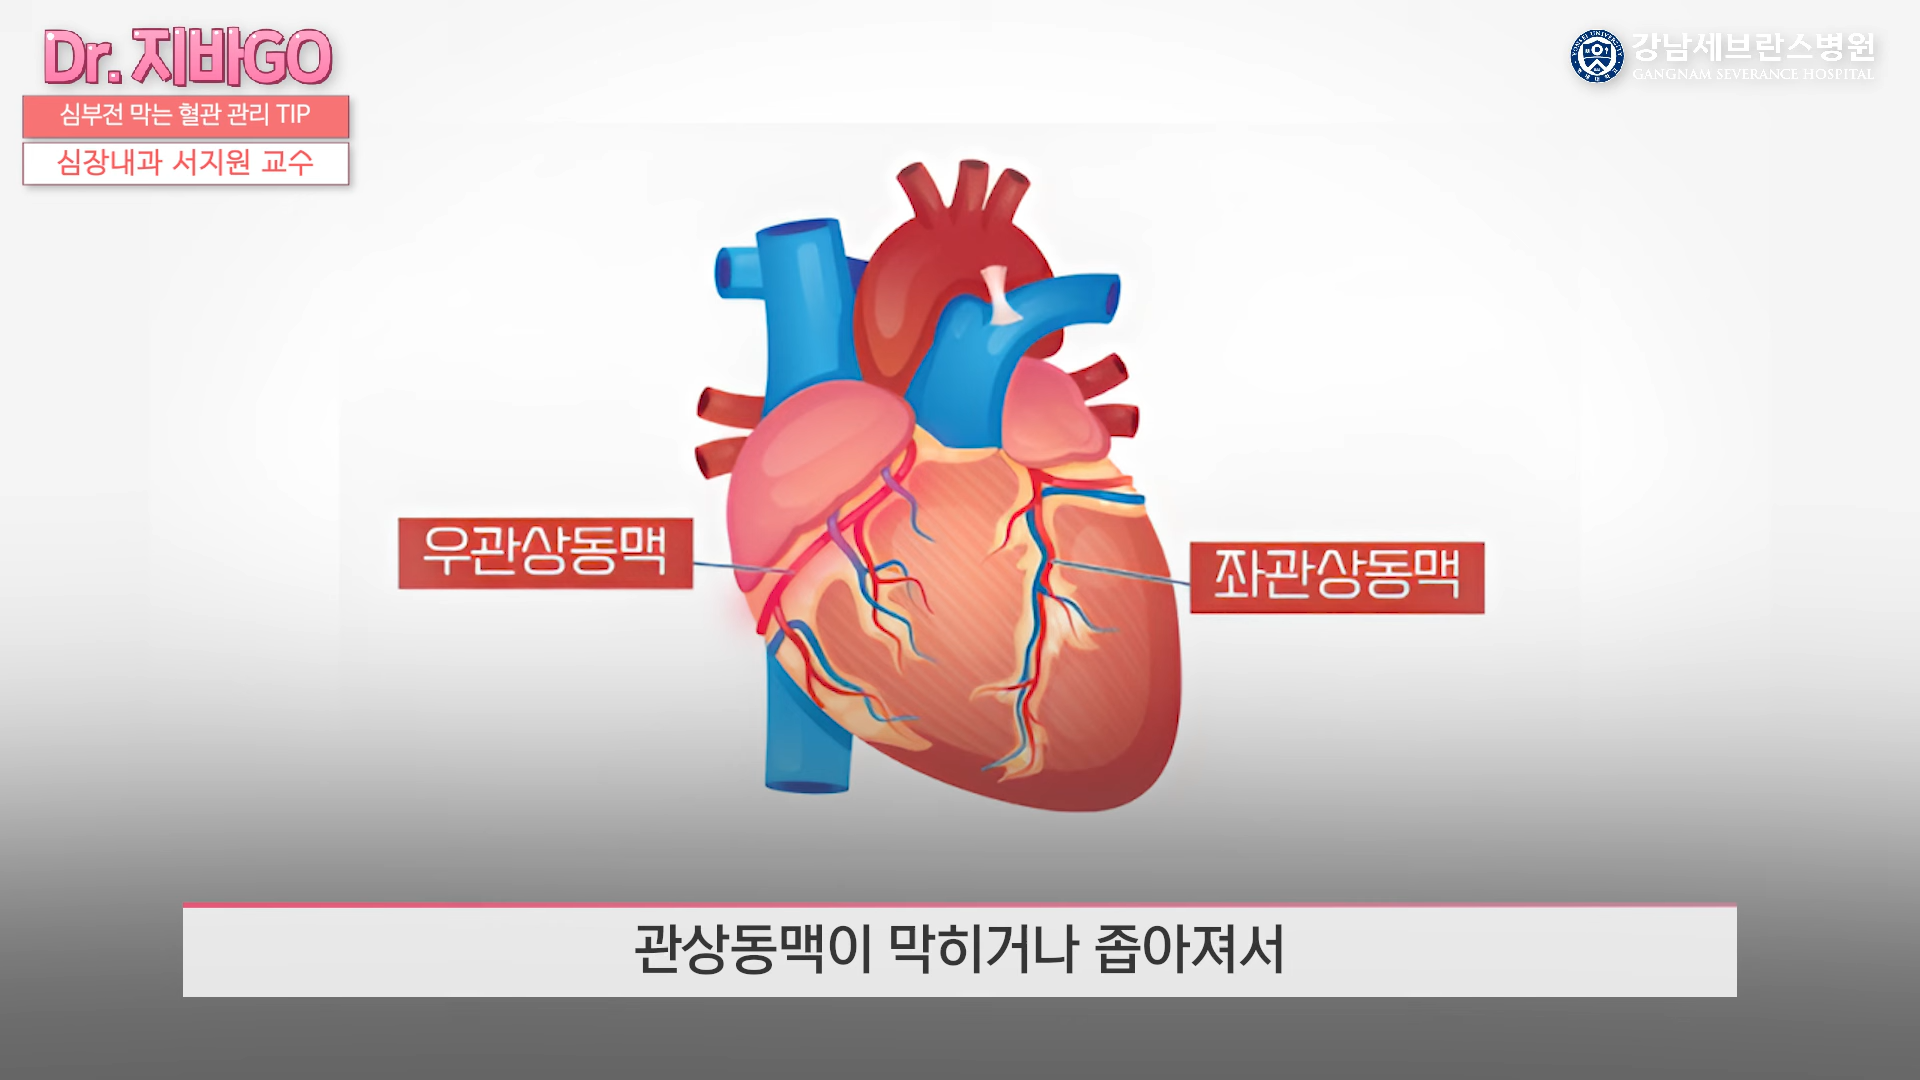 Dr. 지바GO
심부전 막는 혈관 관리 TIP
심장내과 서지원 교수
강남세브란스병원
GANGNAM SEVERANCE HOSPITAL
우관상동맥
좌관상동맥
관상동맥이 막히거나 좁아져서